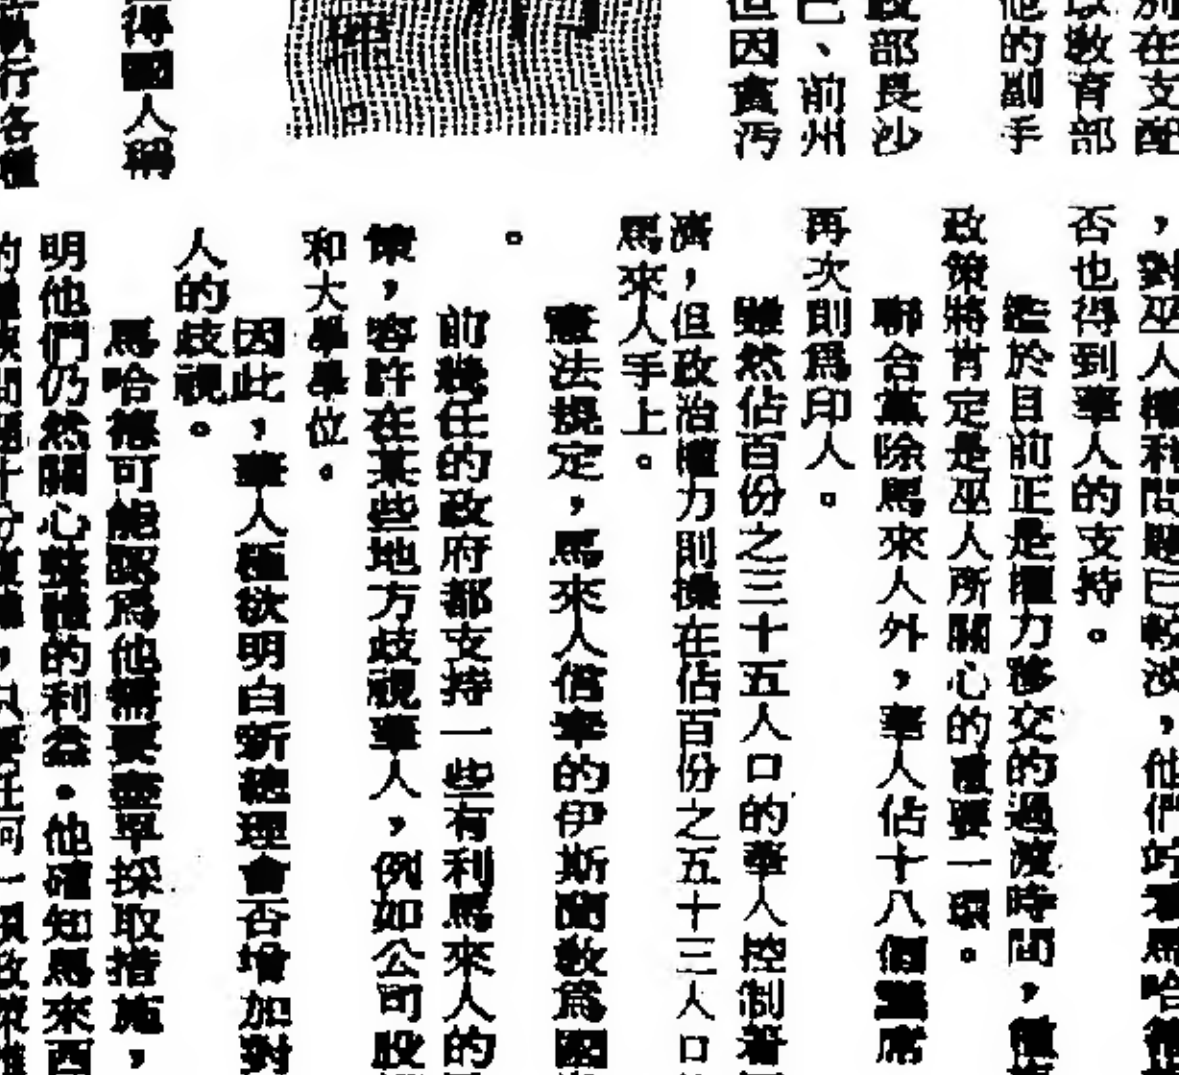 別在支配
以教育部
他的副手
政部長沙
巴、前州
但因貪污
得國人稱
執行各種
，對巫人權利問題已較淡，他們站着馬哈德
否也得到華人的支持。
鑑於目前正是權力移交的過渡時間，種族
政策將肯定是巫人所關心的重要一環。
聯合黨除馬來人外，華人佔十八個議席
再次則為印人。
雖然佔百份之三十五人口的華人控制著
濟，但政治權力則操在佔百份之五十三人口
馬來人手上。
憲法規定，馬來人信奉的伊斯蘭教為國
。
前幾任的政府都支持一些有利馬來人的
策，容許在某些地方歧視華人，例如公司股
和大學學位。
因此，華人極欲明白新總理會否增加對
人的歧視。
馬哈德可能認為他需要盡早採取措施，
明他們仍然關心整體的利益。他確知馬來西